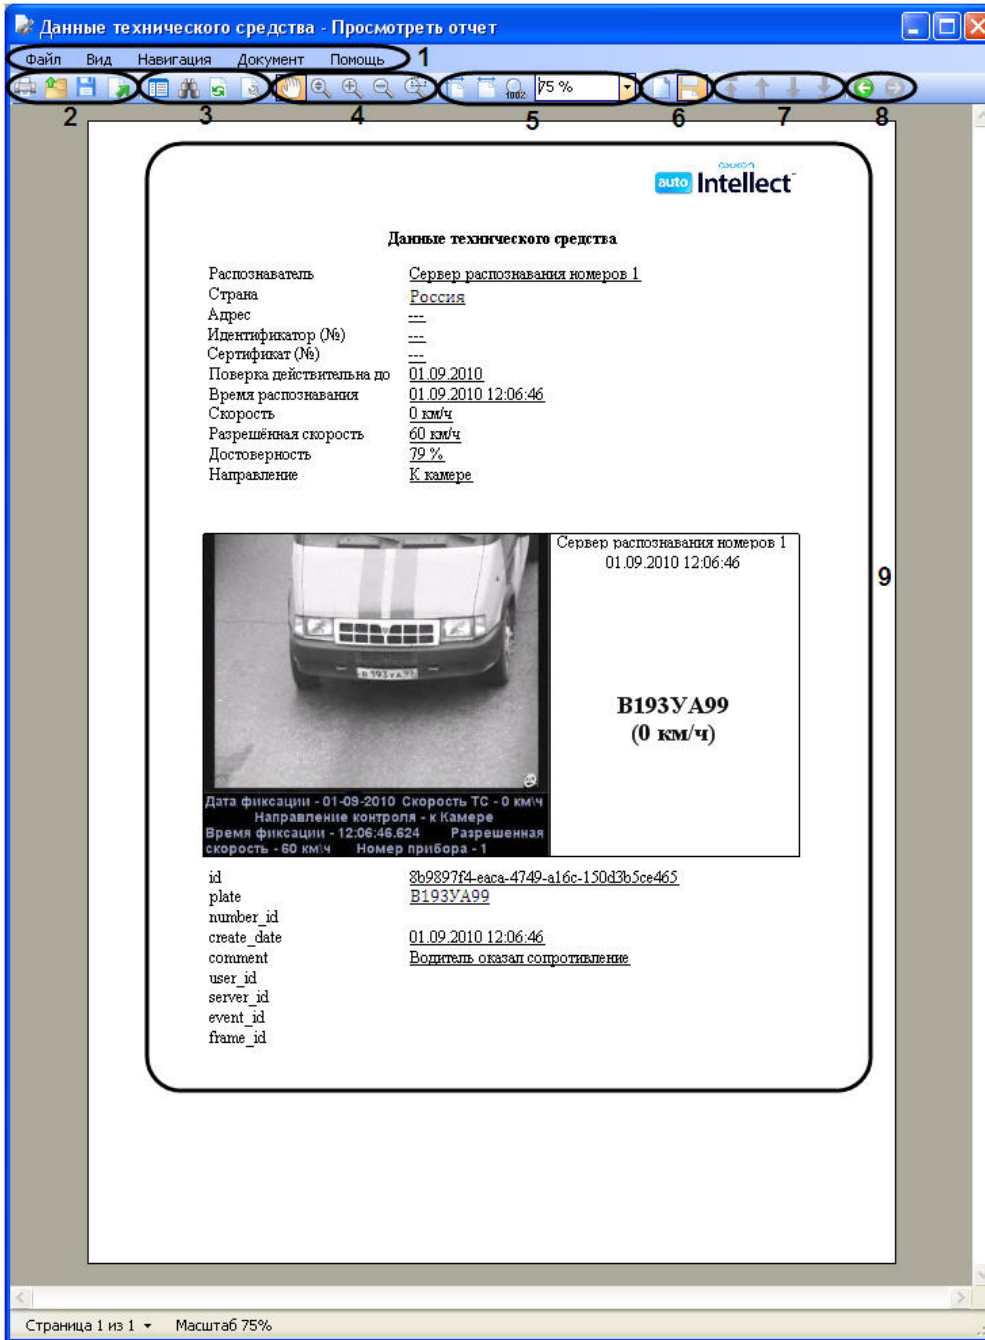 Данные технического средства - Просмотреть отчет
Файл Вид Навигация Документ Помощь 1
100% 75 %
2 3 4 5 6 7 8
axxon
auto Intellect
Данные технического средства
Распознаватель Сервер распознавания номеров 1
Страна Россия
Адрес ---
Идентификатор (№) ---
Сертификат (№) ---
Поверка действительна до 01.09.2010
Время распознавания 01.09.2010 12:06:46
Скорость 0 км/ч
Разрешённая скорость 60 км/ч
Достоверность 79 %
Направление К камере
Сервер распознавания номеров 1
01.09.2010 12:06:46
9
В193УА99
В193УА99
(0 км/ч)
Дата фиксации - 01-09-2010 Скорость ТС - 0 км\ч
Направление контроля - к Камере
Время фиксации - 12:06:46.624 Разрешенная
скорость - 60 км\ч Номер прибора - 1
id 8b9897f4-eaca-4749-a16c-150d3b5ce465
plate В193УА99
number_id
create_date 01.09.2010 12:06:46
comment Водитель оказал сопротивление
user_id
server_id
event_id
frame_id
Страница 1 из 1 Масштаб 75%